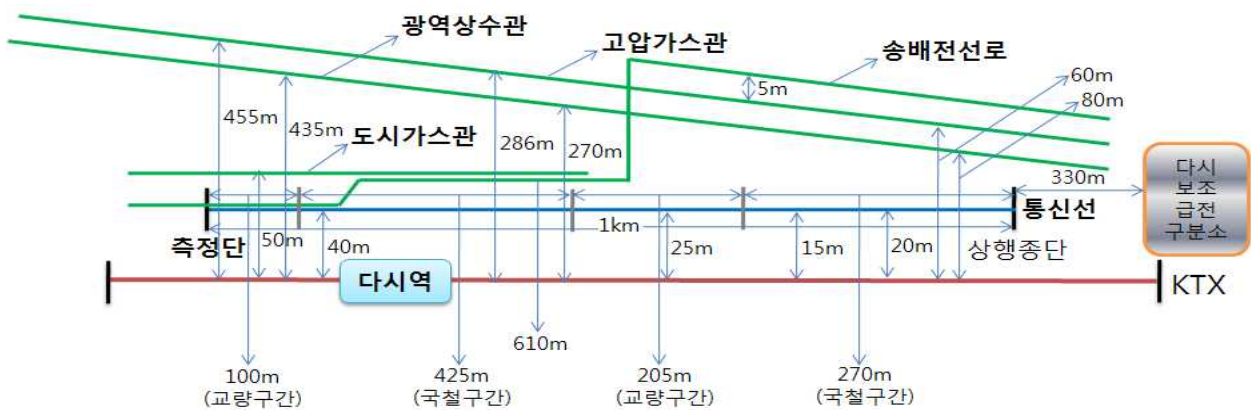 광역상수관
고압가스관
송배전선로
60m
80m
5m
455m
435m
도시가스관
286m
270m
다시
보조
급전
구분소
330m
1km
통신선
측정단
50m
40m
25m
15m
20m
상행종단
다시역
KTX
610m
100m
(교량구간)
425m
(국철구간)
205m
(교량구간)
270m
(국철구간)